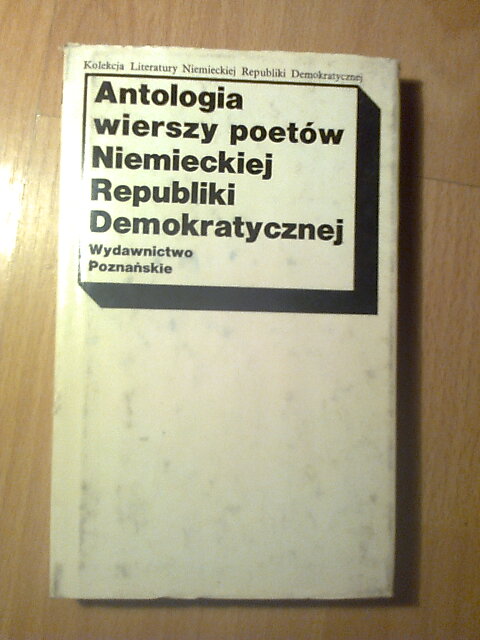 Kolekcja Literatury Niemieckiej Republiki Demokratycznej
Antologia
wierszy poetów
Niemieckiej
Republiki
Demokratycznej
Wydawnictwo
Poznańskie